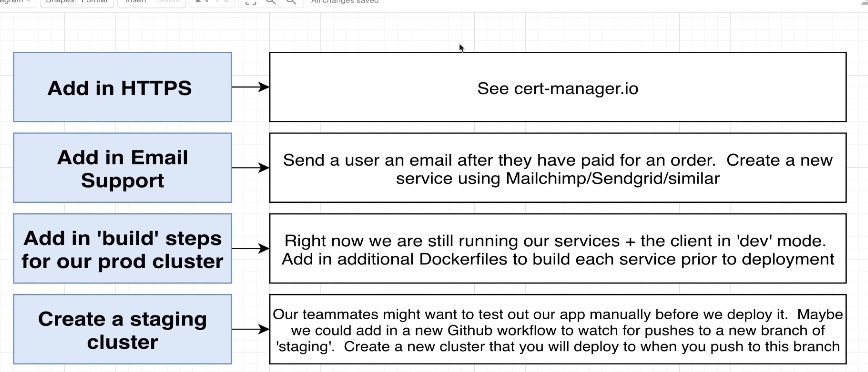 All changes saved
Add in HTTPS
See cert-manager.io
Add in Email
Support
Send a user an email after they have paid for an order.  Create a new
service using Mailchimp/Sendgrid/similar
Add in 'build' steps
for our prod cluster
Right now we are still running our services + the client in 'dev' mode.
Add in additional Dockerfiles to build each service prior to deployment
Create a staging
cluster
Our teammates might want to test out our app manually before we deploy it.  Maybe
we could add in a new Github workflow to watch for pushes to a new branch of
'staging'.  Create a new cluster that you will deploy to when you push to this branch